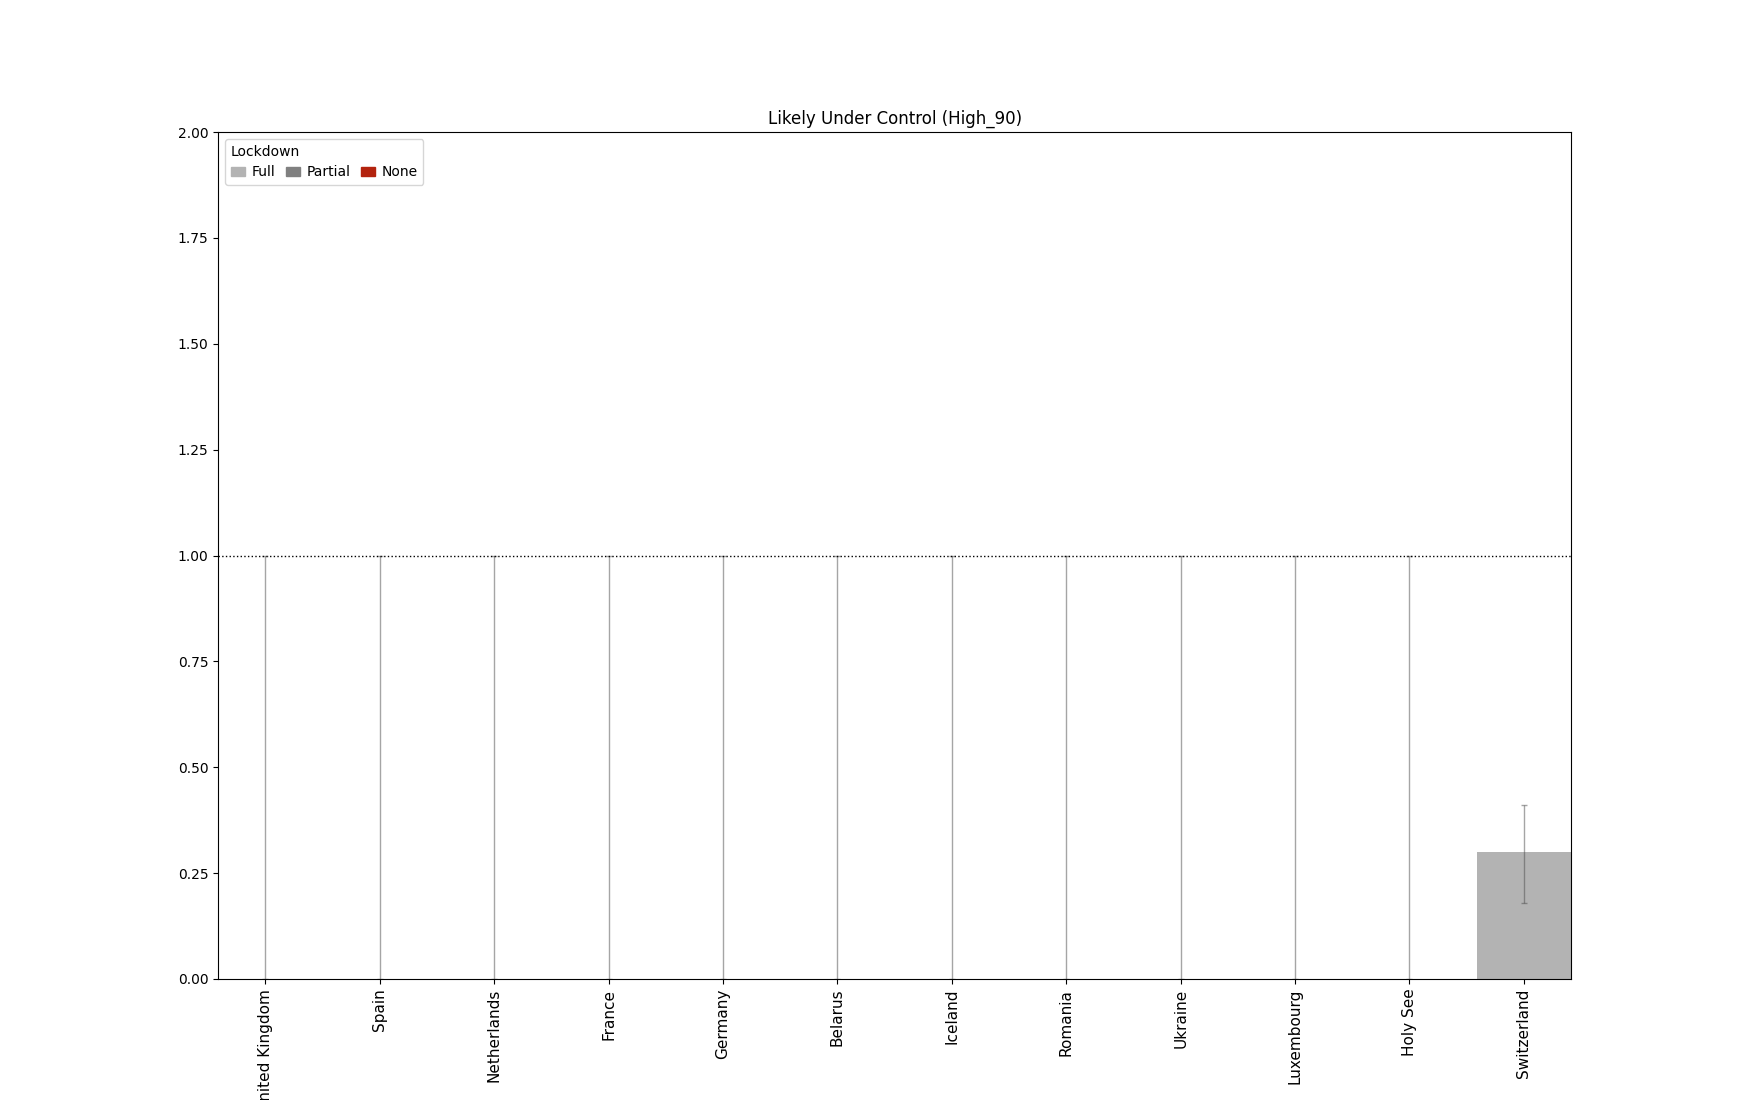 Likely Under Control (High_90)
2.00
Lockdown
Full Partial None
1.75
1.50
1.25
1.00
0.75
0.50
0.25
0.00
nited Kingdom
Spain
Netherlands
France
Germany
Belarus
Iceland
Romania
Ukraine
Luxembourg
Holy See
Switzerland